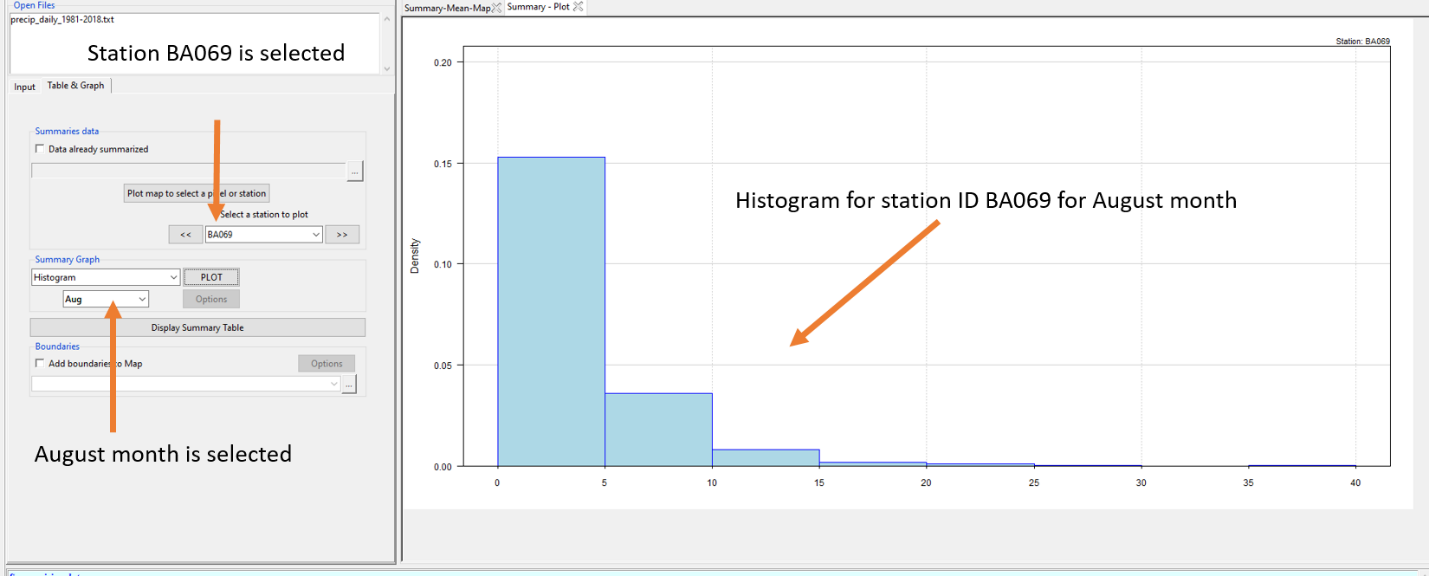 Open Files
precip_daily_1981-2018.txt
Station BA069 is selected
Input
Table & Graph
Summaries data
Data already summarized
...
Plot map to select a pixel or station
Select a station to plot
<<
BA069
>>
Summary Graph
Histogram
PLOT
Aug
Options
Display Summary Table
Boundaries
Add boundaries to Map
Options
...
August month is selected
Summary-Mean-Map
Summary - Plot
Station: BA069
Histogram for station ID BA069 for August month
Density
0.20
0.15
0.10
0.05
0.00
0 5 10 15 20 25 30 35 40